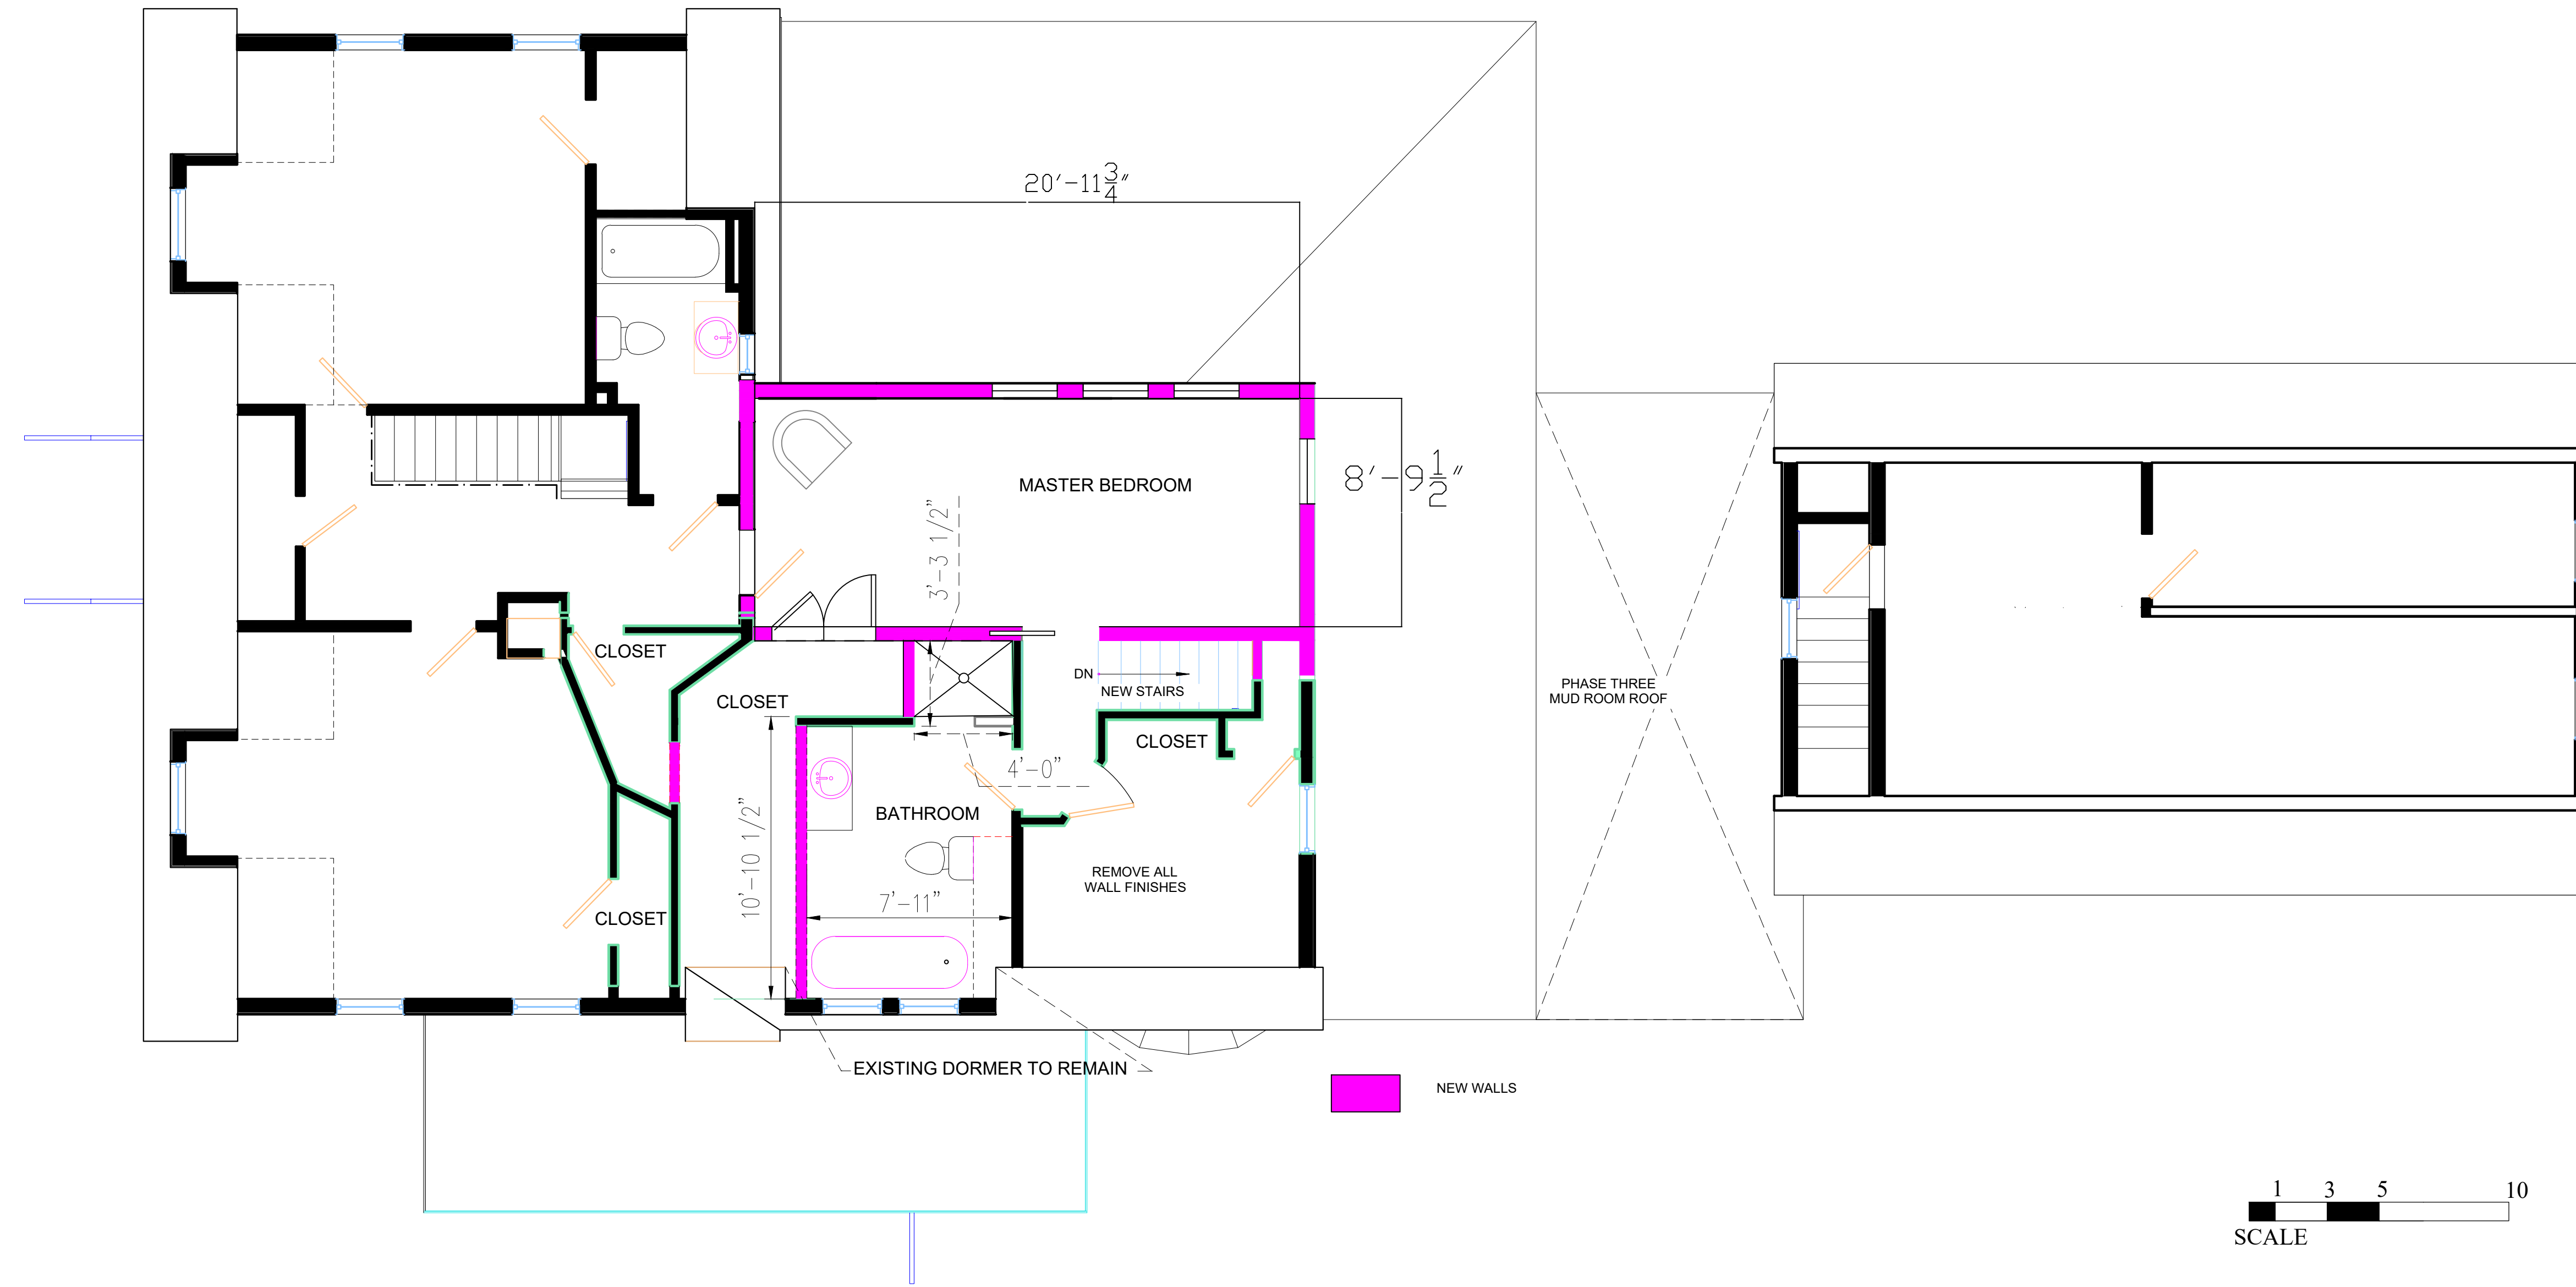 20'-11 3/4"
MASTER BEDROOM
8'-9 1/2"
3'-3 1/2"
CLOSET
CLOSET
DN
NEW STAIRS
PHASE THREE
MUD ROOM ROOF
CLOSET
4'-0"
BATHROOM
10'-10 1/2"
REMOVE ALL
WALL FINISHES
7'-11"
CLOSET
EXISTING DORMER TO REMAIN
NEW WALLS
1 3 5 10
SCALE